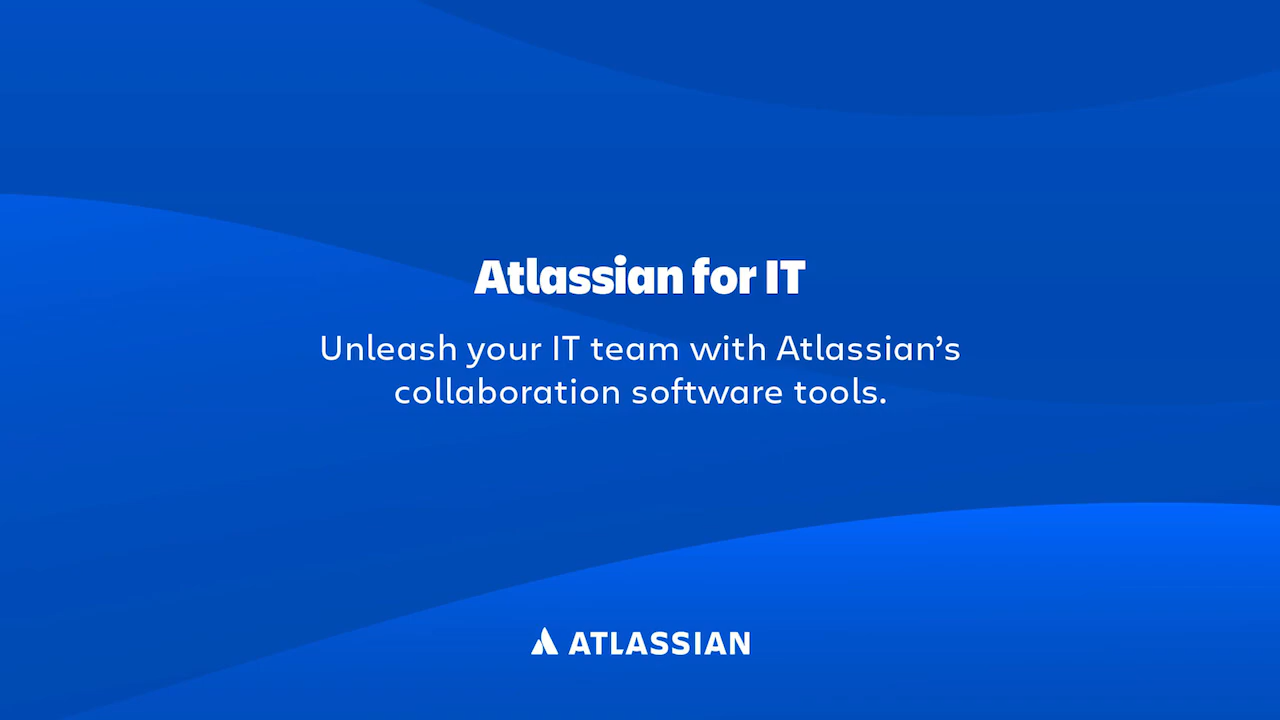 Atlassian for IT
Unleash your IT team with Atlassian’s
collaboration software tools.
ATLASSIAN